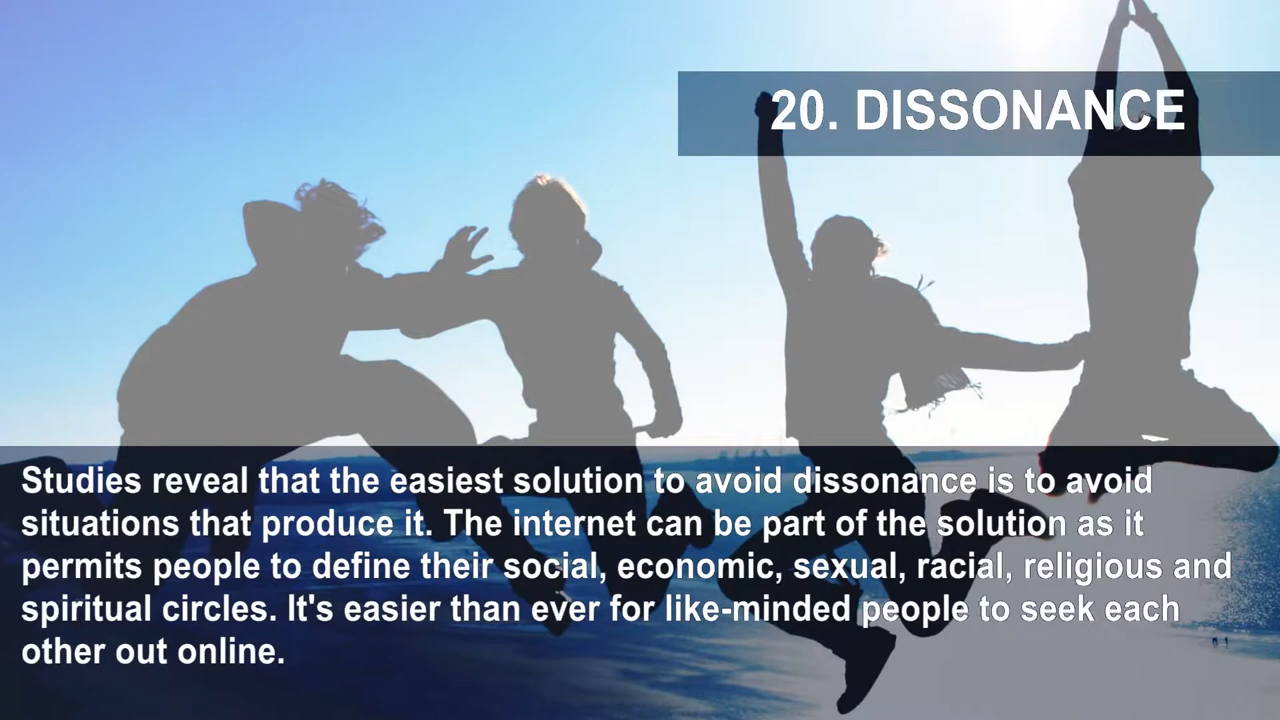 20. DISSONANCE
Studies reveal that the easiest solution to avoid dissonance is to avoid
situations that produce it. The internet can be part of the solution as it
permits people to define their social, economic, sexual, racial, religious and
spiritual circles. It's easier than ever for like-minded people to seek each
other out online.